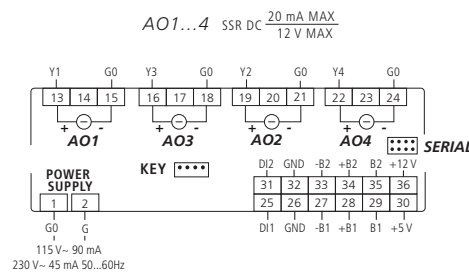 AO1...4 SSR DC 20 mA MAX
12 V MAX
Y1 G0 Y3 G0 Y2 G0 Y4 G0
13 14 15 16 17 18 19 20 21 22 23 24
+ - + - + - + -
AO1 AO3 AO2 AO4
SERIAL
KEY
DI2 GND -B2 +B2 B2 +12 V
POWER
SUPPLY
31 32 33 34 35 36
1 2 25 26 27 28 29 30
G0 G DI1 GND -B1 +B1 B1 +5 V
115 V~ 90 mA
230 V~ 45 mA 50...60Hz